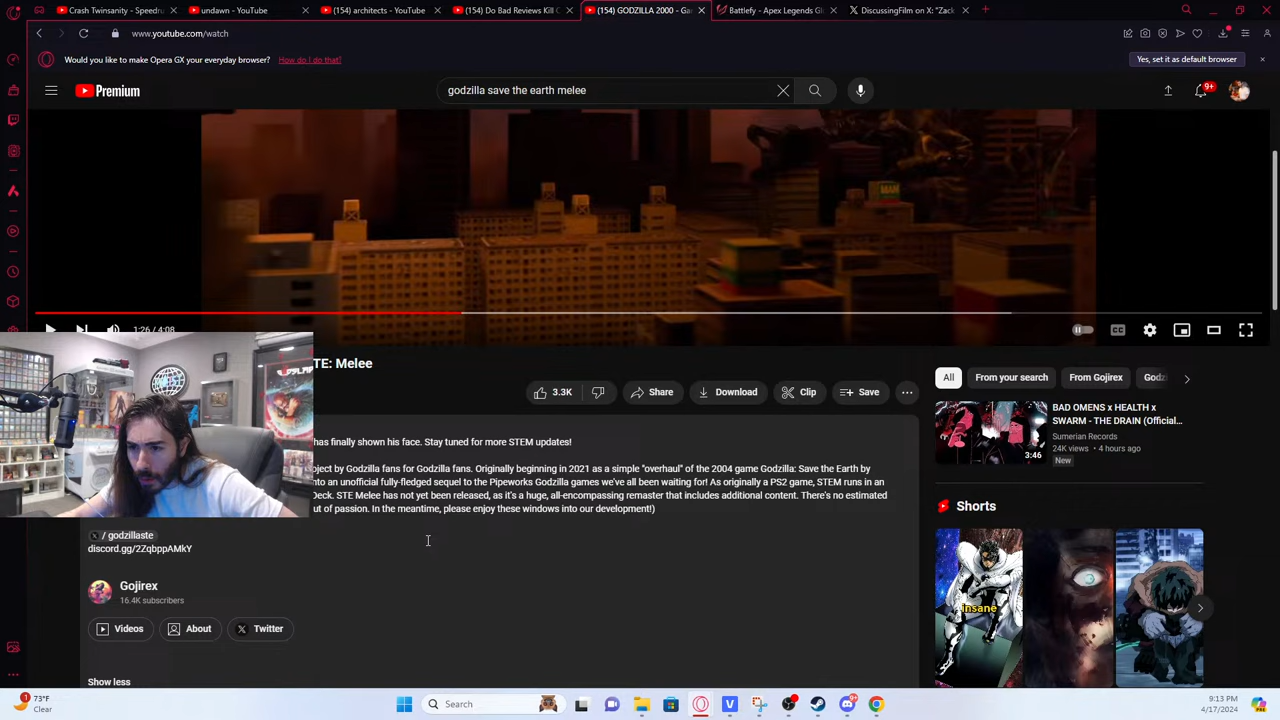 Crash Twinsanity - Speedru
undawn - YouTube
(154) architects - YouTube
(154) Do Bad Reviews Kill C
(154) GODZILLA 2000 - Ga
Battlefy - Apex Legends Gl
DiscussingFilm on X: "Zack
www.youtube.com/watch
Would you like to make Opera GX your everyday browser? How do I do that!
Yes, set it as default browser
Premium
godzilla save the earth melee
9+
MAN
1:26 / 4:08
CC
TE: Melee
3.3K
Share
Download
Clip
Save
All
From your search
From Gojirex
Godz
has finally shown his face. Stay tuned for more STEM updates!
oject by Godzilla fans for Godzilla fans. Originally beginning in 2021 as a simple "overhaul" of the 2004 game Godzilla: Save the Earth by
nto an unofficial fully-fledged sequel to the Pipeworks Godzilla games we've all been waiting for! As originally a PS2 game, STEM runs in an
Deck. STE Melee has not yet been released, as it's a huge, all-encompassing remaster that includes additional content. There's no estimated
ut of passion. In the meantime, please enjoy these windows into our development!)
/ godzillaste
discord.gg/2ZqbppAMkY
Gojirex
16.4K subscribers
Videos
About
Twitter
Show less
BAD OMENS x HEALTH x
SUMERIAN - THE DRAIN (Official...
Sumerian Records
24K views • 4 hours ago
New
3:46
Shorts
insane
1
73°F
Clear
Search
9+
9:13 PM
4/17/2024